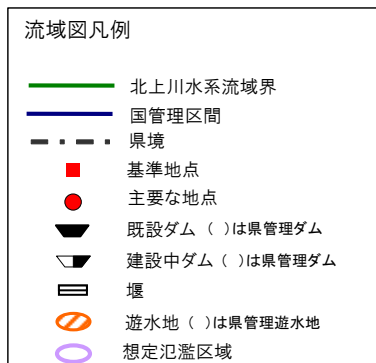 流域図凡例
北上川水系流域界
国管理区間
県境
基準地点
主要な地点
既設ダム ( )は県管理ダム
建設中ダム ( )は県管理ダム
堰
遊水地 ( )は県管理遊水地
想定氾濫区域